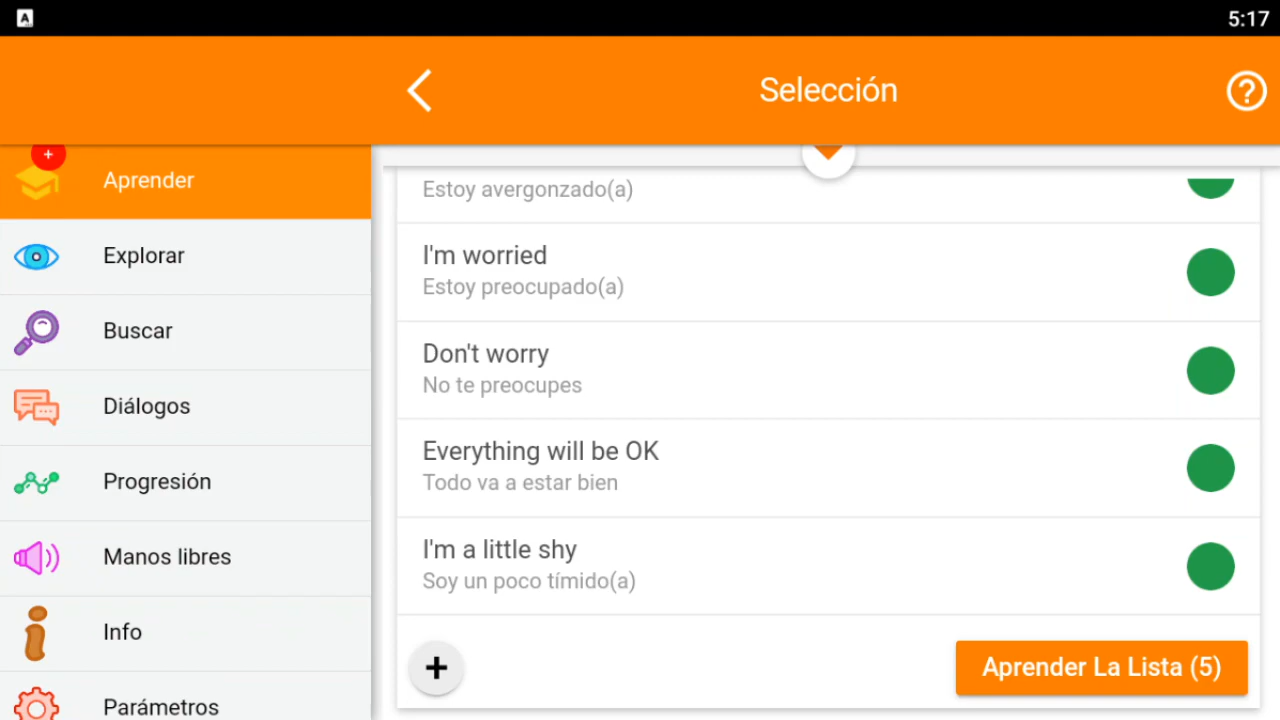 A
5:17
Selección
+
Aprender
Explorar
Buscar
Diálogos
Progresión
Manos libres
Info
Parámetros
Estoy avergonzado(a)
I'm worried
Estoy preocupado(a)
Don't worry
No te preocupes
Everything will be OK
Todo va a estar bien
I'm a little shy
Soy un poco tímido(a)
+
Aprender La Lista (5)